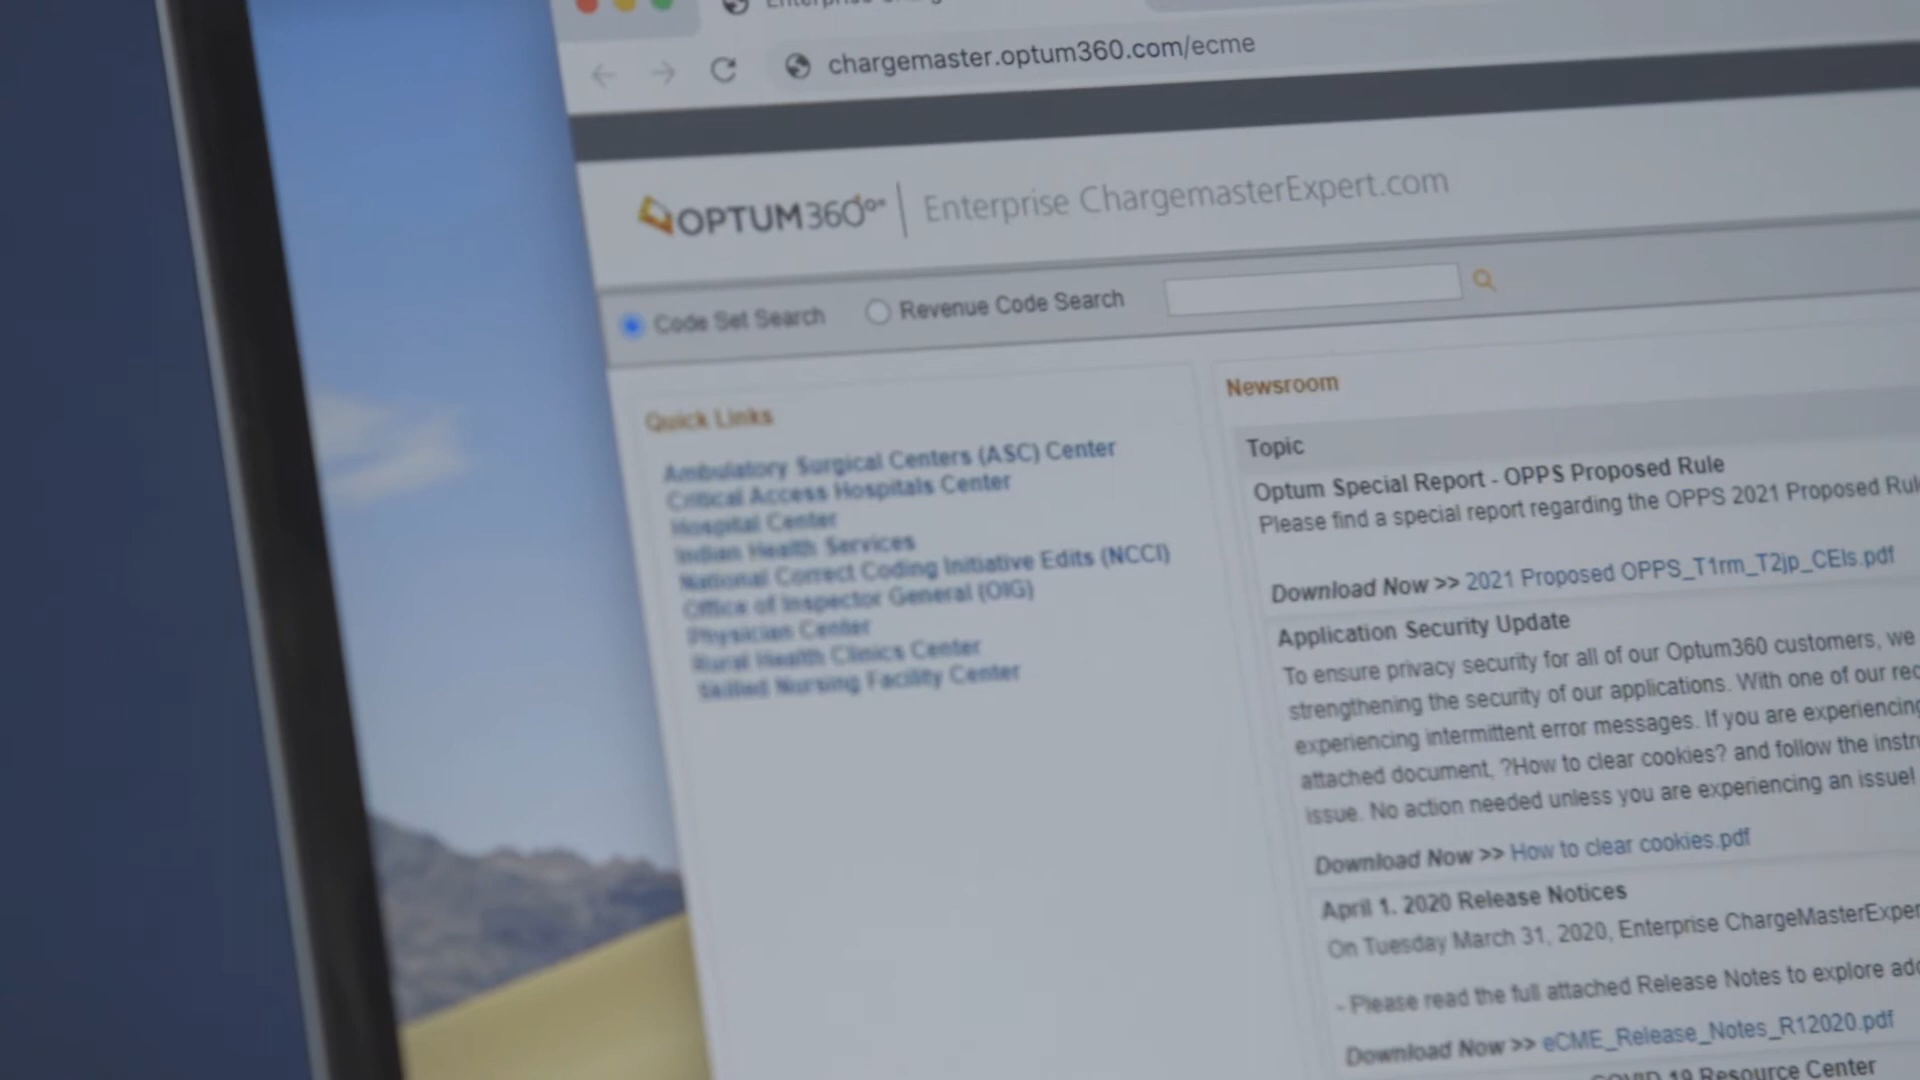 chargemaster.optum360.com/ecme
OPTUM360° | Enterprise ChargemasterExpert.com
Code Set Search Revenue Code Search
Quick Links
Ambulatory Surgical Centers (ASC) Center
Critical Access Hospitals Center
Hospital Center
Indian Health Services
National Correct Coding Initiative Edits (NCCI)
Office of Inspector General (OIG)
Physician Center
Rural Health Clinics Center
Skilled Nursing Facility Center
Newsroom
Topic
Optum Special Report - OPPS Proposed Rule
Please find a special report regarding the OPPS 2021 Proposed
Download Now >> 2021 Proposed OPPS_T1rm_T2jp_CEIs.pdf
Application Security Update
To ensure privacy security for all of our Optum360 customers, we
strengthening the security of our applications. With one of our
experiencing intermittent error messages. If you are experiencing
attached document, ?How to clear cookies? and follow the
issue. No action needed unless you are experiencing an issue!
Download Now >> How to clear cookies.pdf
April 1. 2020 Release Notices
On Tuesday March 31, 2020, Enterprise ChargeMasterExper
- Please read the full attached Release Notes to explore
Download Now >> eCME_Release_Notes_R12020.pdf
COVID 19 Resource Center